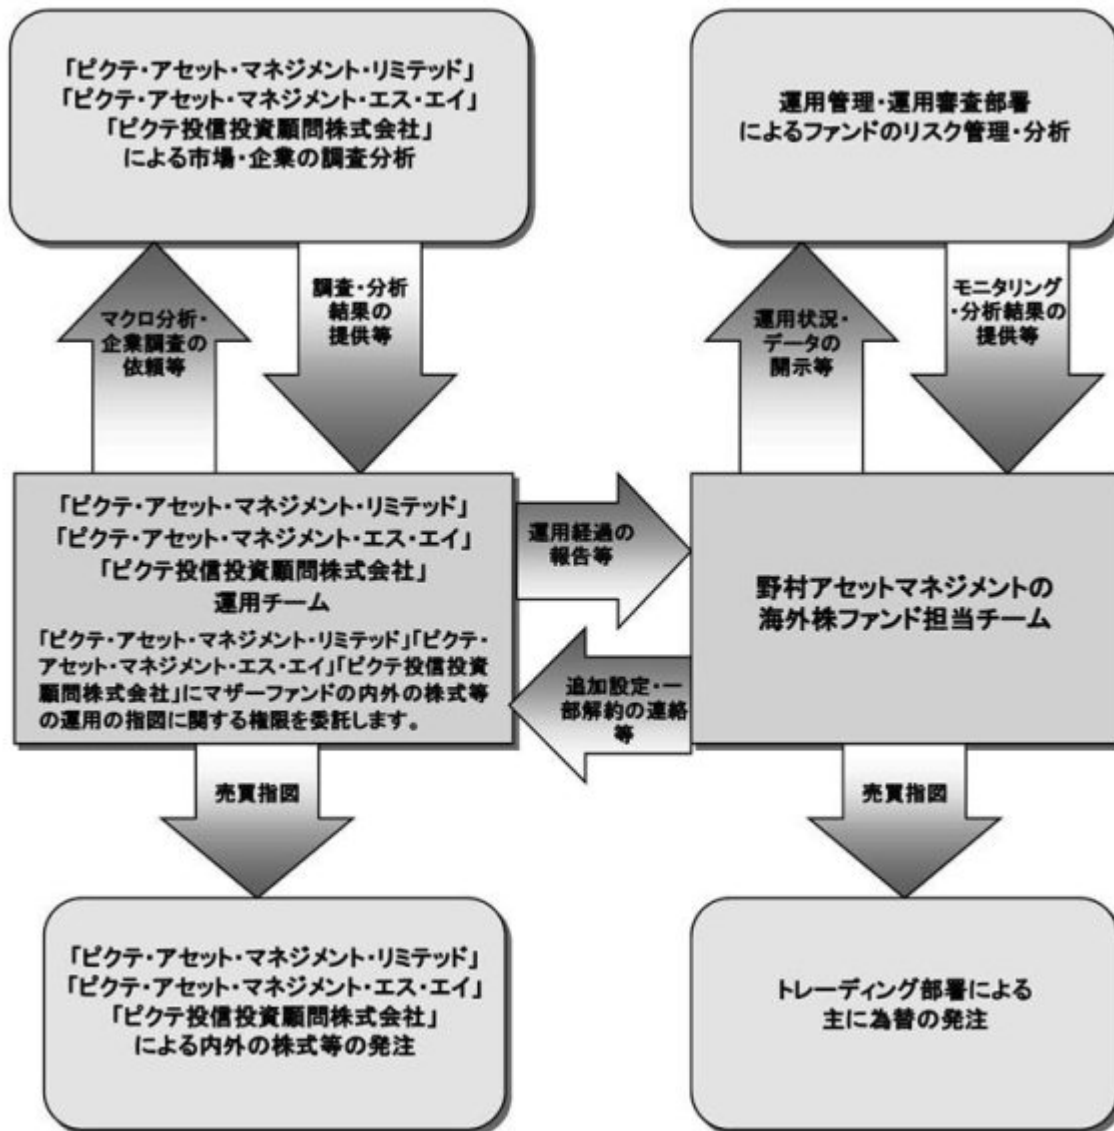 「ピクテ・アセット・マネジメント・リミテッド」
「ピクテ・アセット・マネジメント・エス・エイ」
「ピクテ投信投資顧問株式会社」
による市場・企業の調査分析
運用管理・運用審査部署
によるファンドのリスク管理・分析
マクロ分析・
企業調査の
依頼等
調査・分析
結果の
提供等
運用状況・
データの
開示等
モニタリング
・分析結果の
提供等
「ピクテ・アセット・マネジメント・リミテッド」
「ピクテ・アセット・マネジメント・エス・エイ」
「ピクテ投信投資顧問株式会社」
運用チーム
「ピクテ・アセット・マネジメント・リミテッド」「ピクテ・
アセット・マネジメント・エス・エイ」「ピクテ投信投資
顧問株式会社」にマザーファンドの内外の株式等
の運用の指図に関する権限を委託します。
運用経過の
報告等
追加設定・一
部解約の連絡
等
野村アセットマネジメントの
海外株ファンド担当チーム
売買指図
売買指図
「ピクテ・アセット・マネジメント・リミテッド」
「ピクテ・アセット・マネジメント・エス・エイ」
「ピクテ投信投資顧問株式会社」
による内外の株式等の発注
トレーディング部署による
主に為替の発注